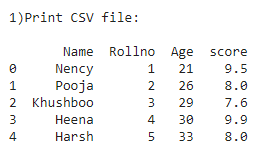 1)Print CSV file:
Name Rollno Age score
0 Nency 1 21 9.5
1 Pooja 2 26 8.0
2 Khushboo 3 29 7.6
3 Heena 4 30 9.9
4 Harsh 5 33 8.0